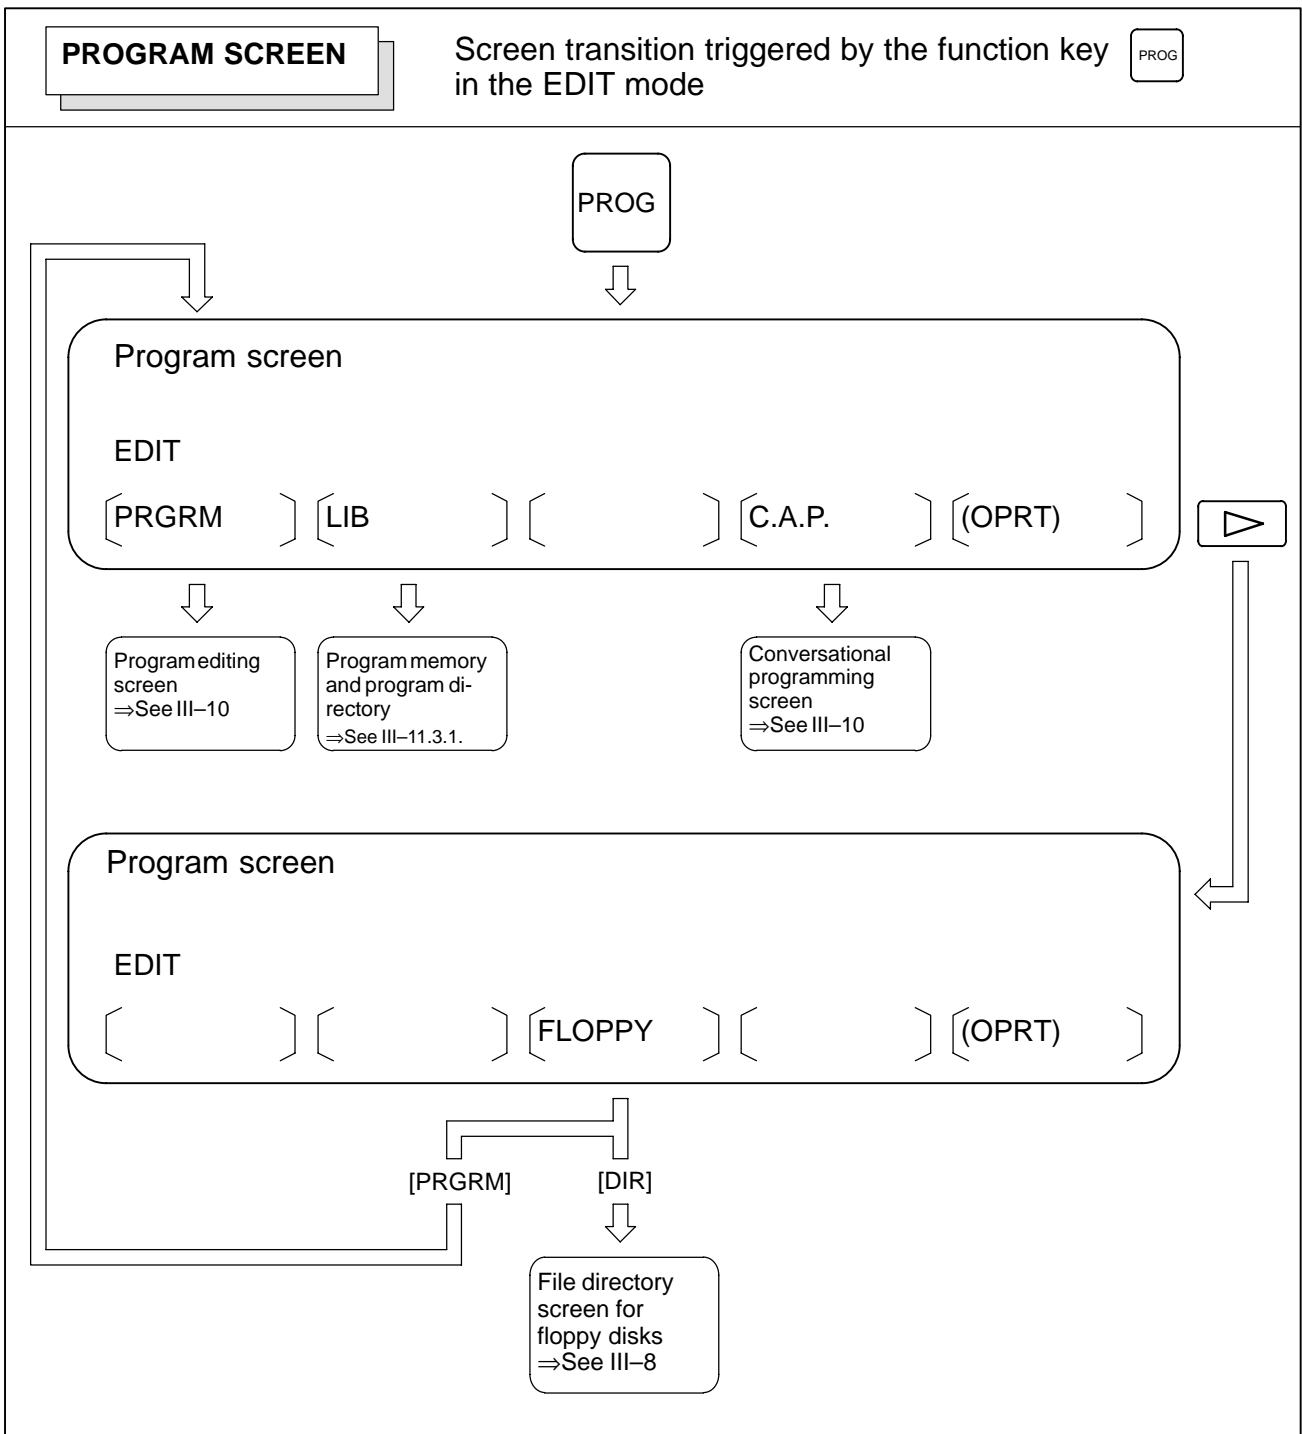 PROGRAM SCREEN
Screen transition triggered by the function key PROG
in the EDIT mode
PROG
Program screen
EDIT
PRGRM LIB C.A.P. (OPRT)
Program editing
screen
⇒See III–10
Program memory
and program di-
rectory
⇒See III–11.3.1.
Conversational
programming
screen
⇒See III–10
Program screen
EDIT
FLOPPY (OPRT)
[PRGRM] [DIR]
File directory
screen for
floppy disks
⇒See III–8